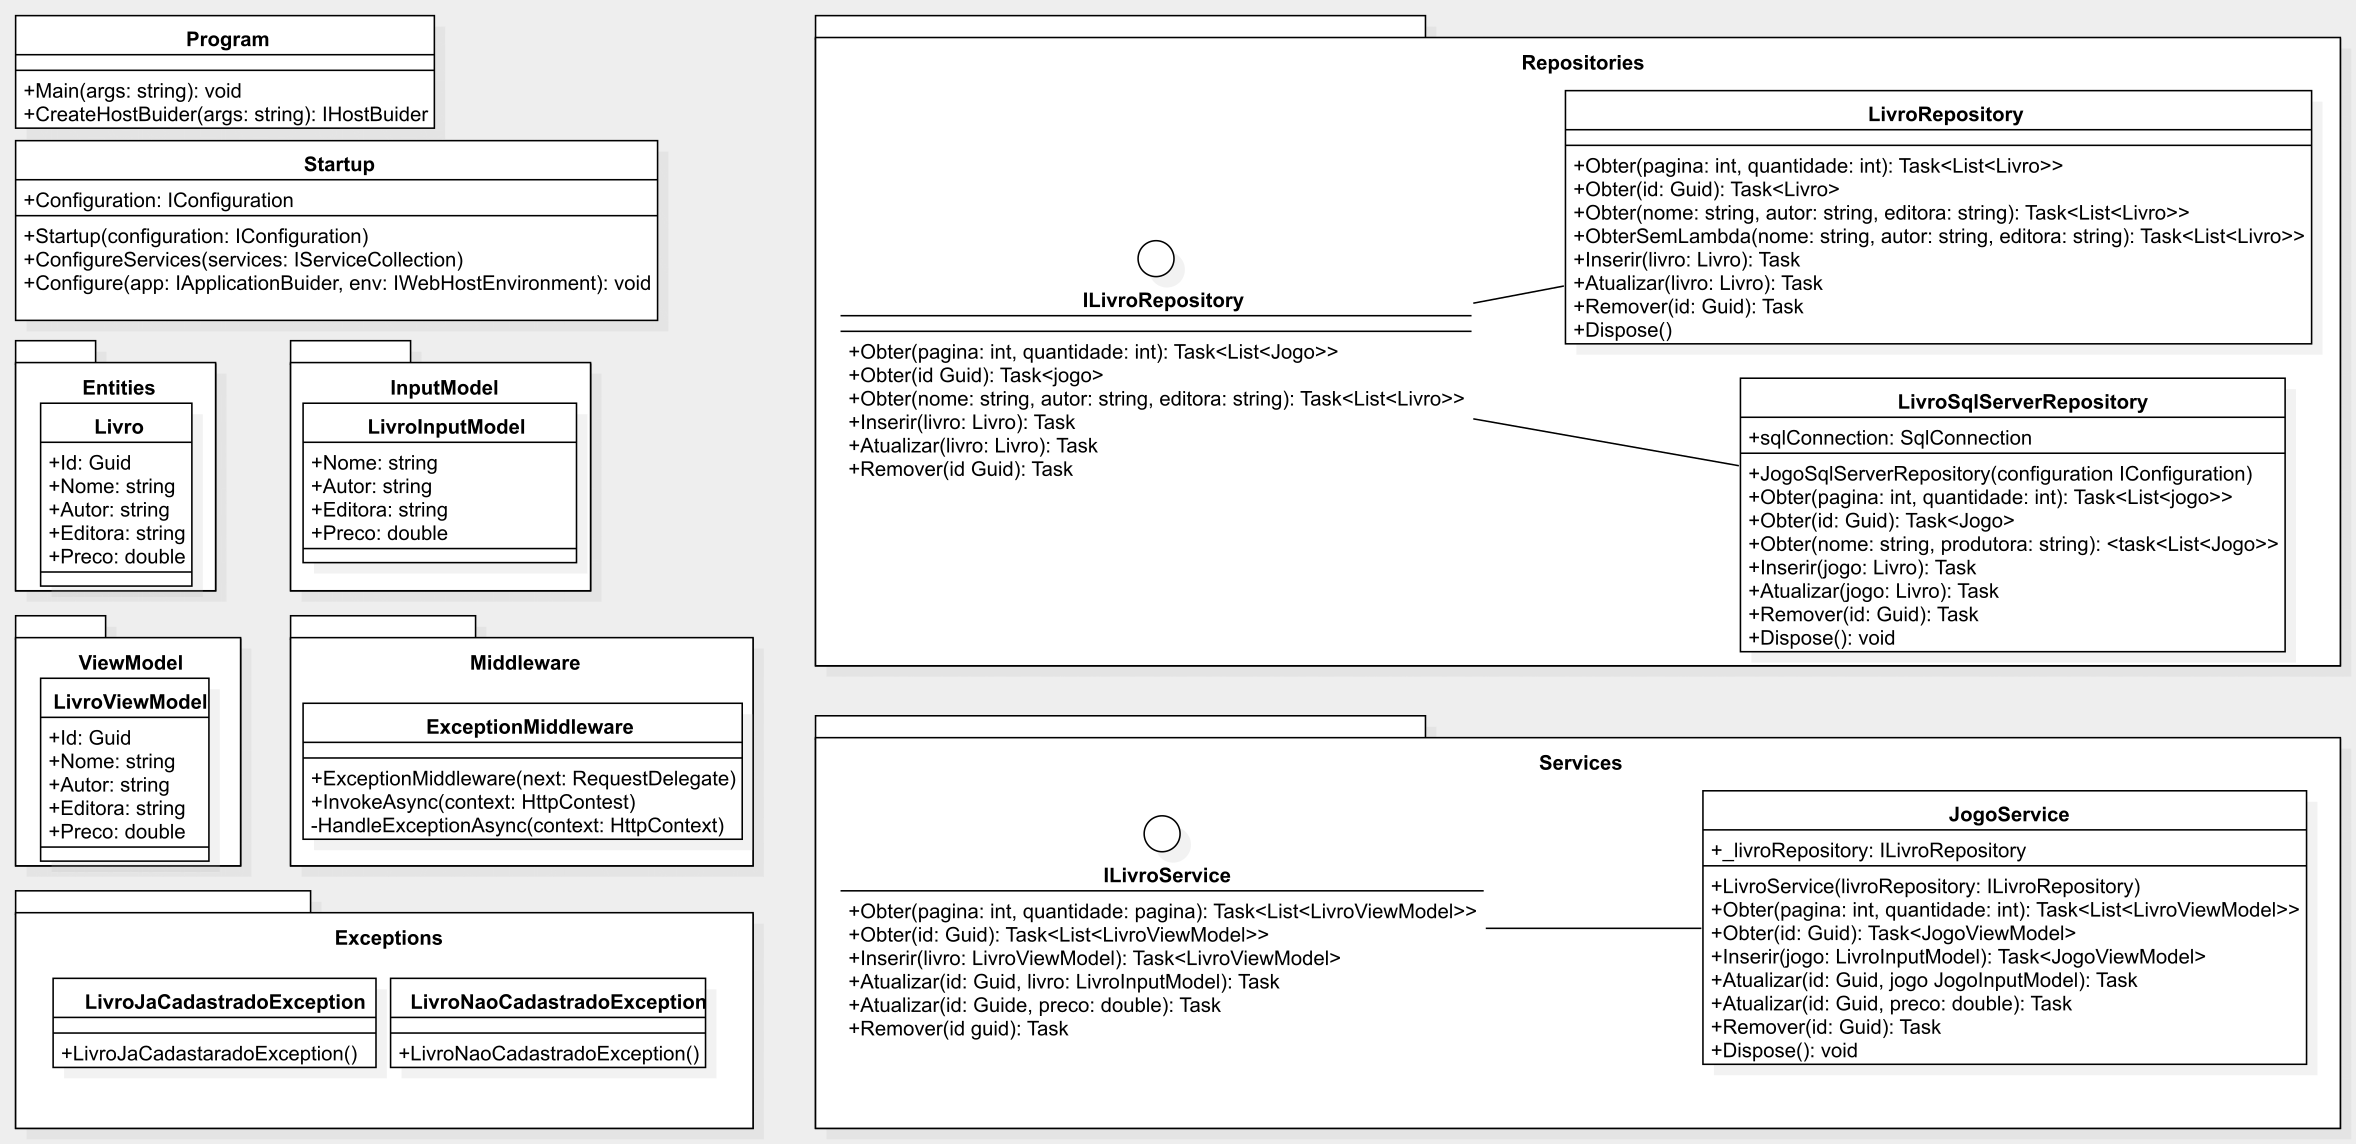 Program
+Main(args: string): void
+CreateHostBuider(args: string): IHostBuider
Startup
+Configuration: IConfiguration
+Startup(configuration: IConfiguration)
+ConfigureServices(services: IServiceCollection)
+Configure(app: IApplicationBuider, env: IWebHostEnvironment): void
Entities
Livro
+Id: Guid
+Nome: string
+Autor: string
+Editora: string
+Preco: double
InputModel
LivroInputModel
+Nome: string
+Autor: string
+Editora: string
+Preco: double
ViewModel
LivroViewModel
+Id: Guid
+Nome: string
+Autor: string
+Editora: string
+Preco: double
Middleware
ExceptionMiddleware
+ExceptionMiddleware(next: RequestDelegate)
+InvokeAsync(context: HttpContest)
-HandleExceptionAsync(context: HttpContext)
Exceptions
LivroJaCadastradoException
+LivroJaCadastaradoException()
LivroNaoCadastradoException
+LivroNaoCadastradoException()
Repositories
ILivroRepository
+Obter(pagina: int, quantidade: int): Task<List<Jogo>>
+Obter(id Guid): Task<jogo>
+Obter(nome: string, autor: string, editora: string): Task<List<Livro>>
+Inserir(livro: Livro): Task
+Atualizar(livro: Livro): Task
+Remover(id Guid): Task
LivroRepository
+Obter(pagina: int, quantidade: int): Task<List<Livro>>
+Obter(id: Guid): Task<Livro>
+Obter(nome: string, autor: string, editora: string): Task<List<Livro>>
+ObterSemLambda(nome: string, autor: string, editora: string): Task<List<Livro>>
+Inserir(livro: Livro): Task
+Atualizar(livro: Livro): Task
+Remover(id: Guid): Task
+Dispose()
LivroSqlServerRepository
+sqlConnection: SqlConnection
+JogoSqlServerRepository(configuration IConfiguration)
+Obter(pagina: int, quantidade: int): Task<List<jogo>>
+Obter(id: Guid): Task<Jogo>
+Obter(nome: string, produtora: string): <task<List<Jogo>>
+Inserir(jogo: Livro): Task
+Atualizar(jogo: Livro): Task
+Remover(id: Guid): Task
+Dispose(): void
Services
ILivroService
+Obter(pagina: int, quantidade: pagina): Task<List<LivroViewModel>>
+Obter(id: Guid): Task<List<LivroViewModel>>
+Inserir(livro: LivroViewModel): Task<LivroViewModel>
+Atualizar(id: Guid, livro: LivroInputModel): Task
+Atualizar(id: Guide, preco: double): Task
+Remover(id guid): Task
JogoService
+_livroRepository: ILivroRepository
+LivroService(livroRepository: ILivroRepository)
+Obter(pagina: int, quantidade: int): Task<List<LivroViewModel>>
+Obter(id: Guid): Task<JogoViewModel>
+Inserir(jogo: LivroInputModel): Task<JogoViewModel>
+Atualizar(id: Guid, jogo JogoInputModel): Task
+Atualizar(id: Guid, preco: double): Task
+Remover(id: Guid): Task
+Dispose(): void